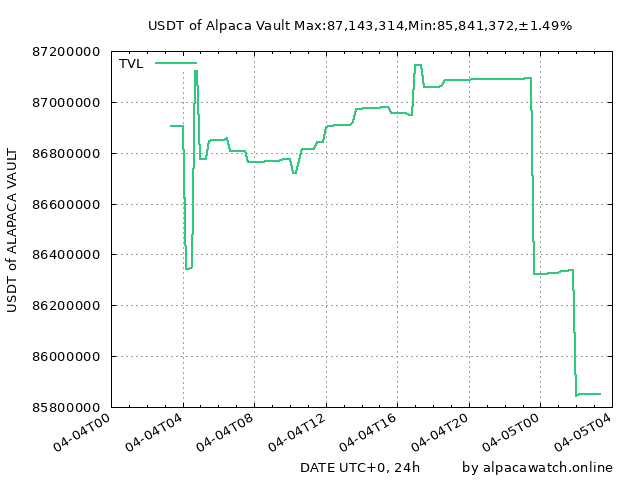 USDT of Alpaca Vault Max:87,143,314,Min:85,841,372,±1.49%
TVL
87200000
87000000
86800000
86600000
86400000
86200000
86000000
85800000
USDT of ALAPACA VAULT
04-04T00
04-04T04
04-04T08
04-04T12
04-04T16
04-04T20
04-05T00
04-05T04
DATE UTC+0, 24h
by alpacawatch.online